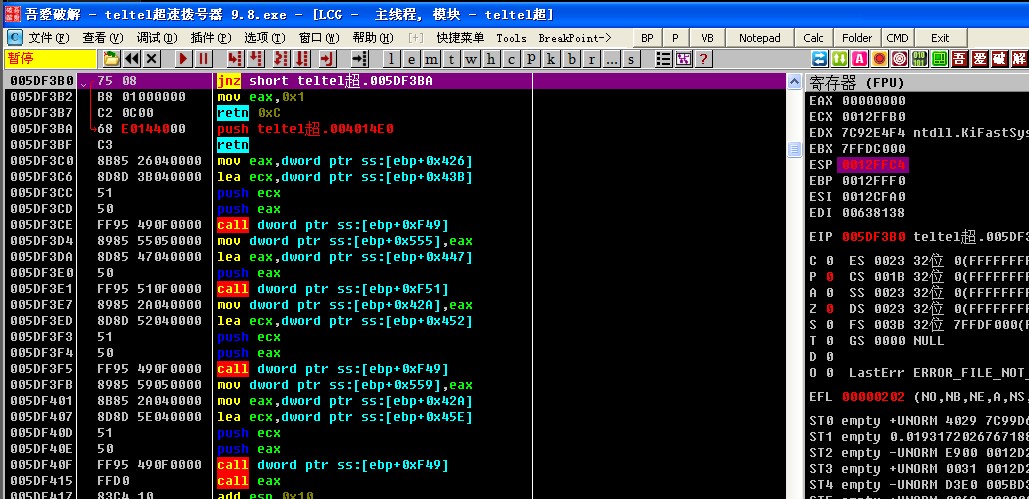 吾爱破解 - teltel超速拨号器 9.8.exe - [LCG - 主线程, 模块 - teltel超]
文件(F) 查看(V) 调试(D) 插件(P) 选项(T) 窗口(W) 帮助(H) [+] 快捷菜单 Tools BreakPoint-> BP P VB Notepad Calc Folder CMD Exit
暂停 l e m t w h c p k b r ... s ? 吾 爱 破 解
005DF3B0 75 08 jnz short teltel超.005DF3BA
005DF3B2 B8 01000000 mov eax,0x1
005DF3B7 C2 0C00 retn 0xC
005DF3BA 68 E0144000 push teltel超.004014E0
005DF3BF C3 retn
005DF3C0 8B85 26040000 mov eax,dword ptr ss:[ebp+0x426]
005DF3C6 8D8D 3B040000 lea ecx,dword ptr ss:[ebp+0x43B]
005DF3CC 51 push ecx
005DF3CD 50 push eax
005DF3CE FF95 490F0000 call dword ptr ss:[ebp+0xF49]
005DF3D4 8985 55050000 mov dword ptr ss:[ebp+0x555],eax
005DF3DA 8D85 47040000 lea eax,dword ptr ss:[ebp+0x447]
005DF3E0 50 push eax
005DF3E1 FF95 510F0000 call dword ptr ss:[ebp+0xF51]
005DF3E7 8985 2A040000 mov dword ptr ss:[ebp+0x42A],eax
005DF3ED 8D8D 52040000 lea ecx,dword ptr ss:[ebp+0x452]
005DF3F3 51 push ecx
005DF3F4 50 push eax
005DF3F5 FF95 490F0000 call dword ptr ss:[ebp+0xF49]
005DF3FB 8985 59050000 mov dword ptr ss:[ebp+0x559],eax
005DF401 8B85 2A040000 mov eax,dword ptr ss:[ebp+0x42A]
005DF407 8D8D 5E040000 lea ecx,dword ptr ss:[ebp+0x45E]
005DF40D 51 push ecx
005DF40E 50 push eax
005DF40F FF95 490F0000 call dword ptr ss:[ebp+0xF49]
005DF415 FFD0 call eax
005DF417 83C4 10 add esp,0x10
寄存器 (FPU)
EAX 00000000
ECX 0012FFB0
EDX 7C92E4F4 ntdll.KiFastSys
EBX 7FFDC000
ESP 0012FFC4
EBP 0012FFF0
ESI 0012CFA0
EDI 00638138
EIP 005DF3B0 teltel超.005DF3
C 0 ES 0023 32位 0(FFFFFFFF
P 0 CS 001B 32位 0(FFFFFFFF
A 0 SS 0023 32位 0(FFFFFFFF
Z 0 DS 0023 32位 0(FFFFFFFF
S 0 FS 003B 32位 7FFDF000(F
T 0 GS 0000 NULL
D 0
O 0 LastErr ERROR_FILE_NOT_
EFL 00000202 (NO,NB,NE,A,NS,
ST0 empty +UNORM 4029 7C99D6
ST1 empty 0.0193172026767188
ST2 empty -UNORM E900 0012D2
ST3 empty +UNORM 0031 0012D2
ST4 empty -UNORM D3E0 005BD3